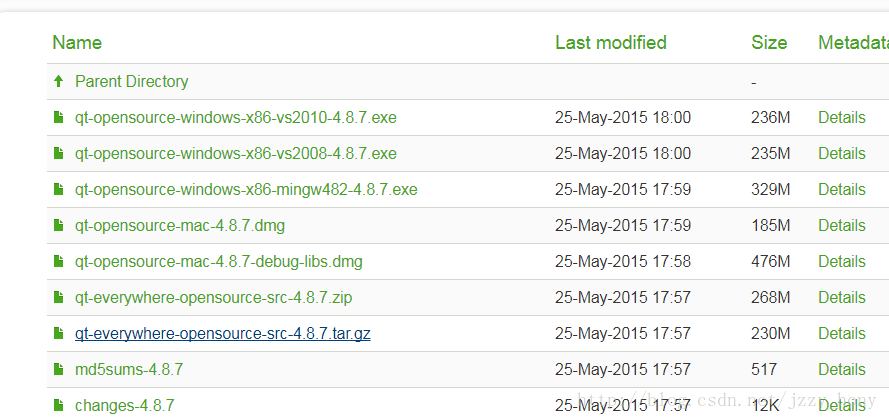 Name Last modified Size Metadata
Parent Directory -
qt-opensource-windows-x86-vs2010-4.8.7.exe 25-May-2015 18:00 236M Details
qt-opensource-windows-x86-vs2008-4.8.7.exe 25-May-2015 18:00 235M Details
qt-opensource-windows-x86-mingw482-4.8.7.exe 25-May-2015 17:59 329M Details
qt-opensource-mac-4.8.7.dmg 25-May-2015 17:59 185M Details
qt-opensource-mac-4.8.7-debug-libs.dmg 25-May-2015 17:58 476M Details
qt-everywhere-opensource-src-4.8.7.zip 25-May-2015 17:57 268M Details
qt-everywhere-opensource-src-4.8.7.tar.gz 25-May-2015 17:57 230M Details
md5sums-4.8.7 25-May-2015 17:57 517 Details
changes-4.8.7 25-May-2015 17:57 12K Details